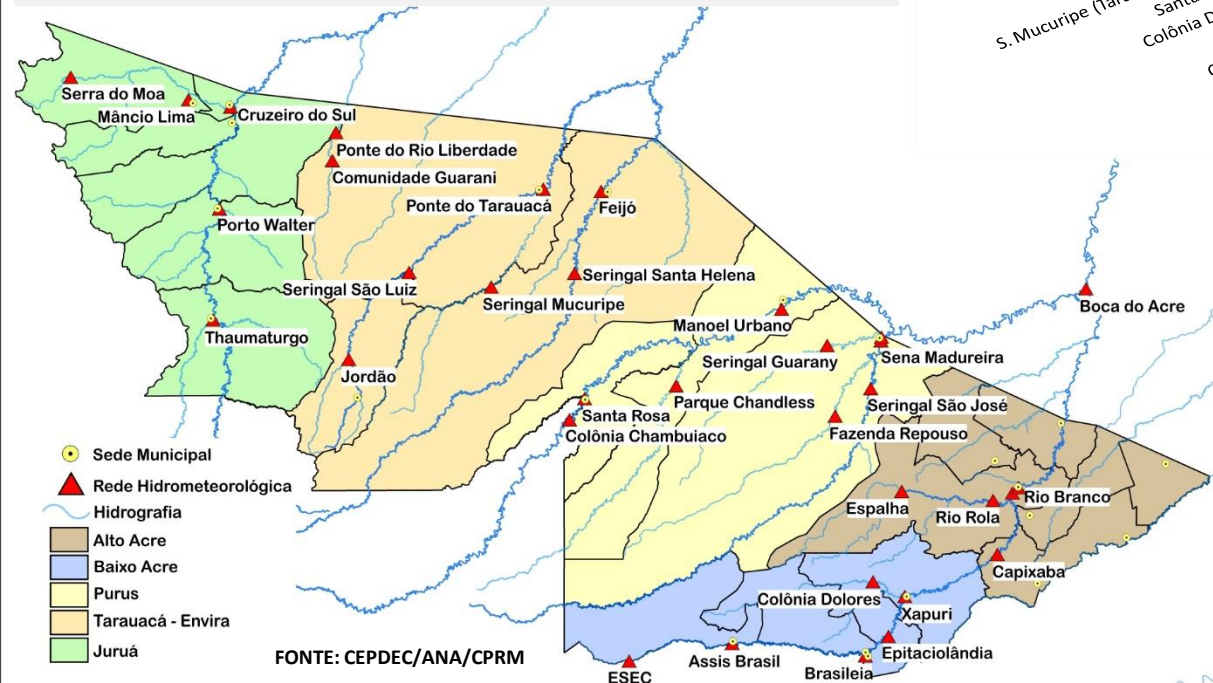 S. Mucuripe
Colônia D
Serra do Moa
Mâncio Lima
Cruzeiro do Sul
Ponte do Rio Liberdade
Comunidade Guarani
Ponte do Tarauacá
Feijó
Porto Walter
Seringal Santa Helena
Seringal São Luiz
Seringal Mucuripe
Boca do Acre
Manoel Urbano
Thaumaturgo
Seringal Guarany
Sena Madureira
Jordão
Parque Chandless
Seringal São José
Santa Rosa
Colônia Chambuiaco
Fazenda Repouso
Sede Municipal
Rede Hidrometeorológica
Hidrografia
Alto Acre
Baixo Acre
Purus
Tarauacá - Envira
Juruá
Rio Branco
Espalha
Rio Rola
Capixaba
Colônia Dolores
Xapuri
Epitaciolândia
FONTE: CEPDEC/ANA/CPRM
Assis Brasil
Brasileia
ESEC